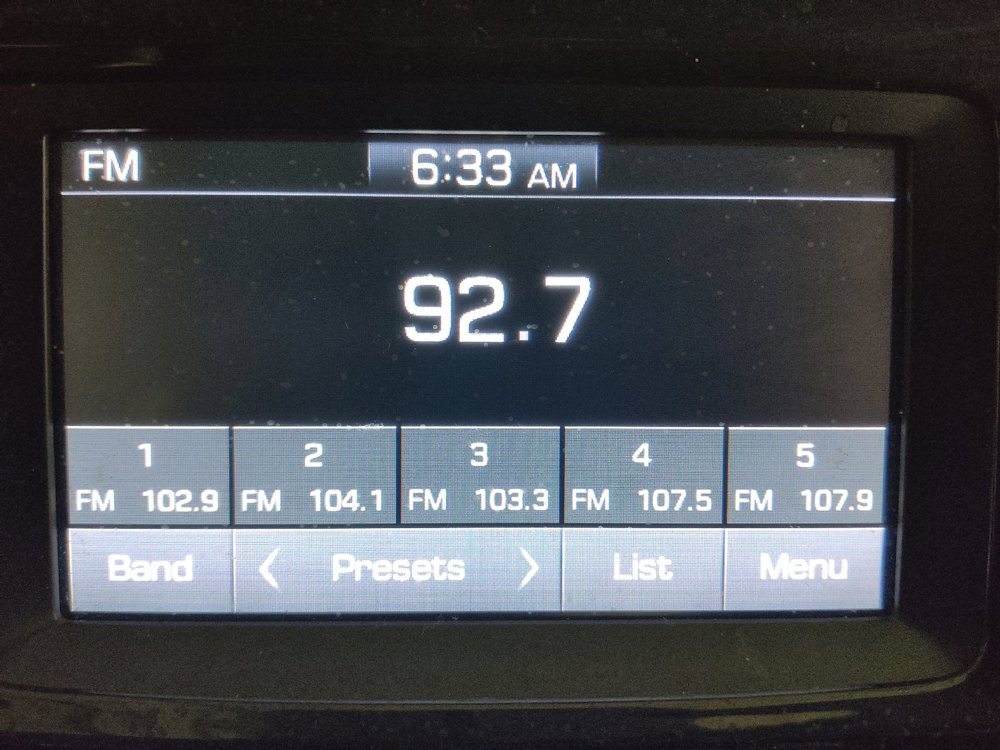 FM 6:33 AM
92.7
1 2 3 4 5
FM 102.9 FM 104.1 FM 103.3 FM 107.5 FM 107.9
Band < Presets > List Menu